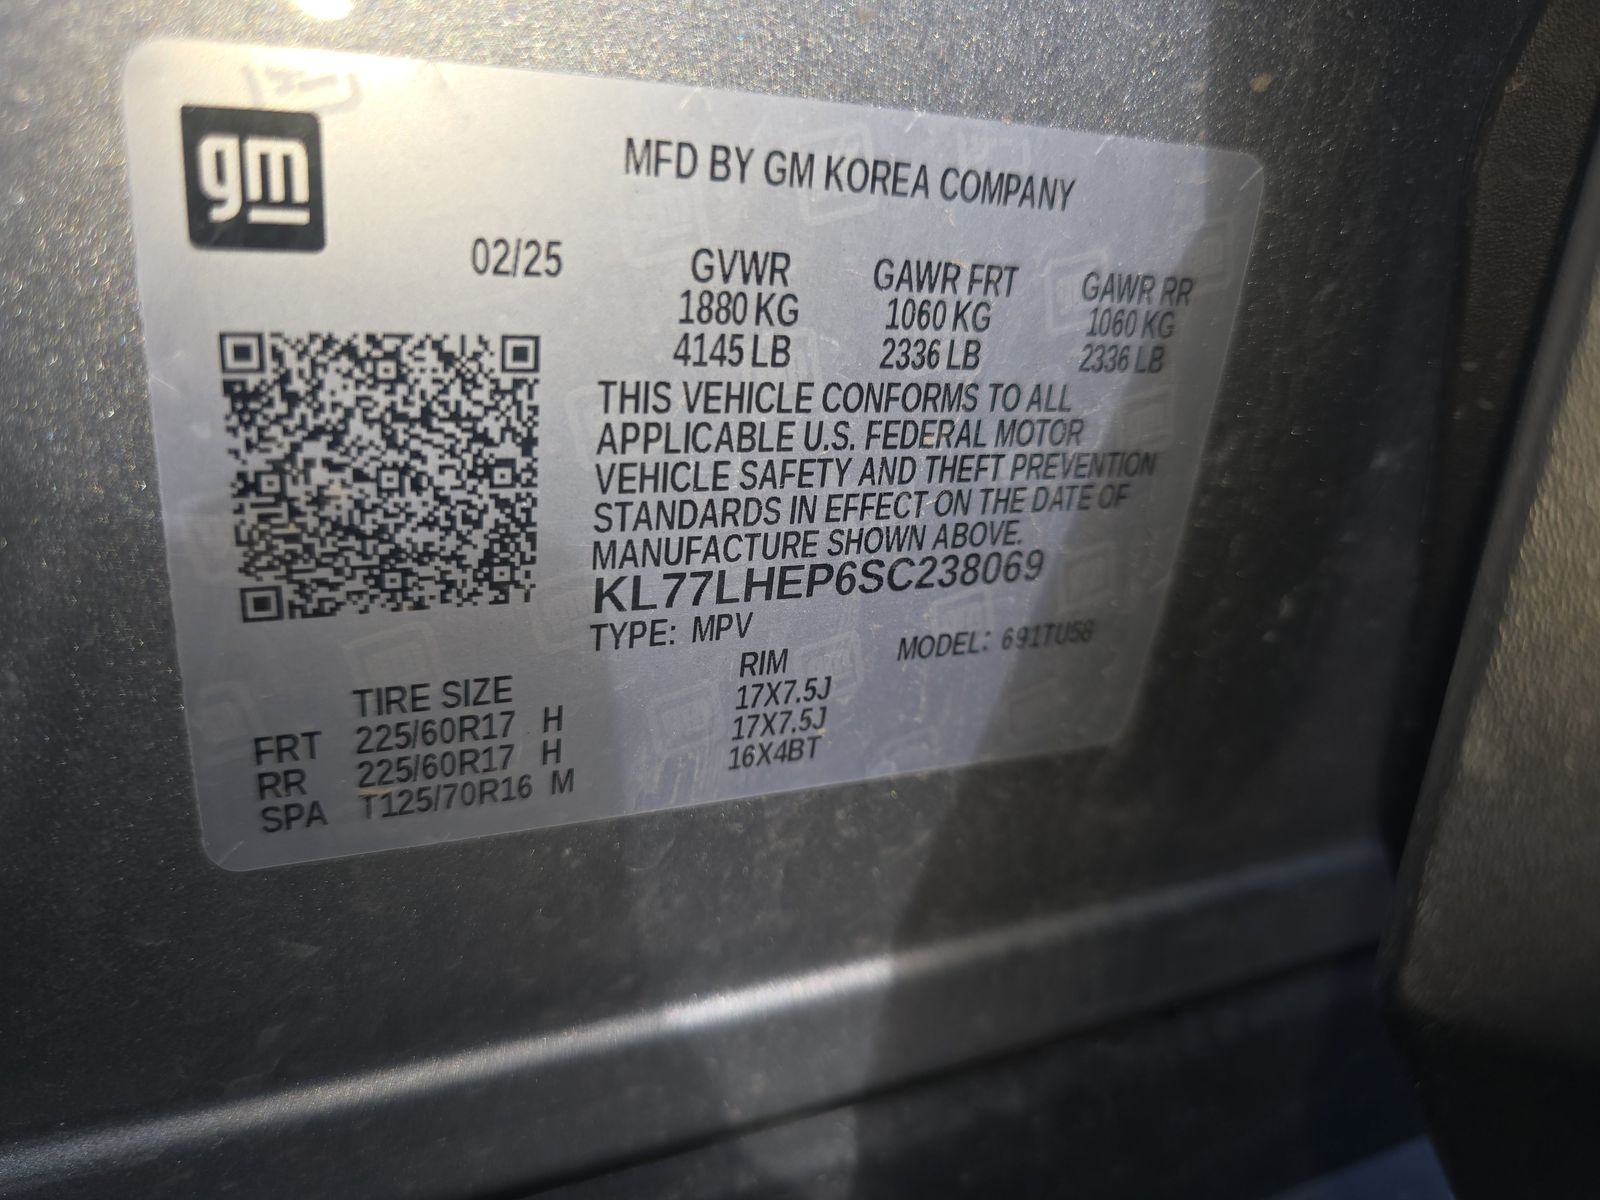 gm
MFD BY GM KOREA COMPANY
02/25
GVWR GAWR FRT GAWR RR
1880 KG 1060 KG 1060 KG
4145 LB 2336 LB 2336 LB
THIS VEHICLE CONFORMS TO ALL
APPLICABLE U.S. FEDERAL MOTOR
VEHICLE SAFETY AND THEFT PREVENTION
STANDARDS IN EFFECT ON THE DATE OF
MANUFACTURE SHOWN ABOVE.
KL77LHEP6SC238069
TYPE: MPV MODEL: 691TU58
TIRE SIZE RIM
FRT 225/60R17 H 17X7.5J
RR 225/60R17 H 17X7.5J
SPA T125/70R16 M 16X4BT